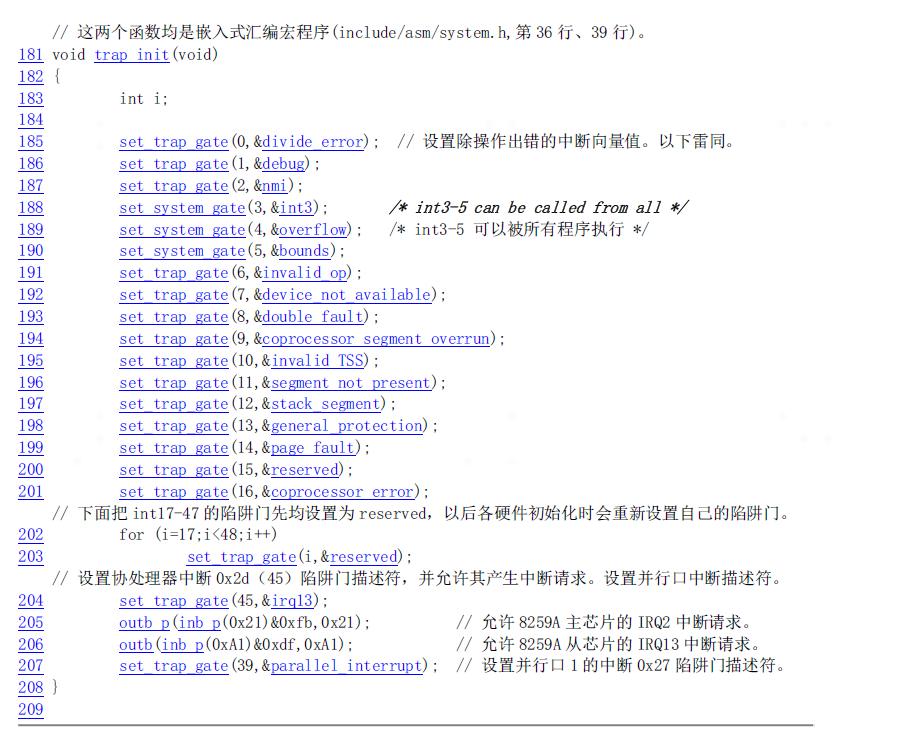 // 这两个函数均是嵌入式汇编宏程序(include/asm/system.h,第 36 行、39 行)。
181 void trap_init(void)
182 {
183 int i;
184
185 set_trap_gate(0,&divide_error); // 设置除操作出错的中断向量值。以下雷同。
186 set_trap_gate(1,&debug);
187 set_trap_gate(2,&nmi);
188 set_system_gate(3,&int3); /* int3-5 can be called from all */
189 set_system_gate(4,&overflow); /* int3-5 可以被所有程序执行 */
190 set_system_gate(5,&bounds);
191 set_trap_gate(6,&invalid_op);
192 set_trap_gate(7,&device_not_available);
193 set_trap_gate(8,&double_fault);
194 set_trap_gate(9,&coprocessor_segment_overrun);
195 set_trap_gate(10,&invalid_TSS);
196 set_trap_gate(11,&segment_not_present);
197 set_trap_gate(12,&stack_segment);
198 set_trap_gate(13,&general_protection);
199 set_trap_gate(14,&page_fault);
200 set_trap_gate(15,&reserved);
201 set_trap_gate(16,&coprocessor_error);
// 下面把 int17-47 的陷阱门先均设置为 reserved，以后各硬件初始化时会重新设置自己的陷阱门。
202 for (i=17;i<48;i++)
203 set_trap_gate(i,&reserved);
// 设置协处理器中断 0x2d（45）陷阱门描述符，并允许其产生中断请求。设置并行口中断描述符。
204 set_trap_gate(45,&irq13);
205 outb_p(inb_p(0x21)&0xfb,0x21); // 允许 8259A 主芯片的 IRQ2 中断请求。
206 outb(inb_p(0xA1)&0xdf,0xA1); // 允许 8259A 从芯片的 IRQ13 中断请求。
207 set_trap_gate(39,&parallel_interrupt); // 设置并行口 1 的中断 0x27 陷阱门描述符。
208 }
209